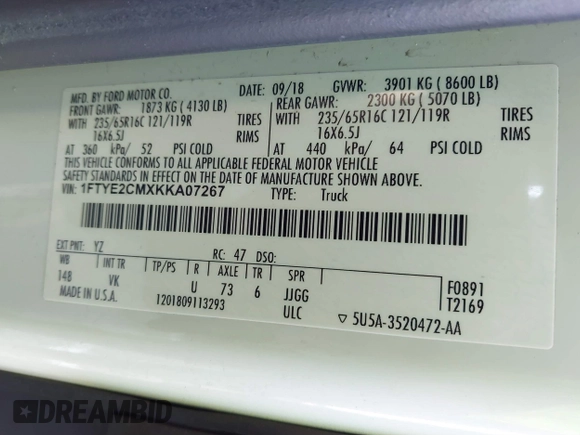 MFD. BY FORD MOTOR CO. DATE: 09/18 GVWR: 3901 KG ( 8600 LB)
FRONT GAWR: 1873 KG ( 4130 LB) REAR GAWR: 2300 KG ( 5070 LB)
WITH 235/65R16C 121/119R TIRES WITH 235/65R16C 121/119R TIRES
16X6.5J RIMS 16X6.5J RIMS
AT 360 kPa/ 52 PSI COLD AT 440 kPa/ 64 PSI COLD
THIS VEHICLE CONFORMS TO ALL APPLICABLE FEDERAL MOTOR VEHICLE
SAFETY STANDARDS IN EFFECT ON THE DATE OF MANUFACTURE SHOWN ABOVE.
VIN: 1FTYE2CMXKKA07267 TYPE: Truck
EXT PNT: YZ RC: 47 DSO:
WB INT TR TP/PS R AXLE TR SPR F0891
148 VK U 73 6 JJGG T2169
MADE IN U.S.A. 1201809113293 ULC ▽ 5U5A-3520472-AA
DREAMBID